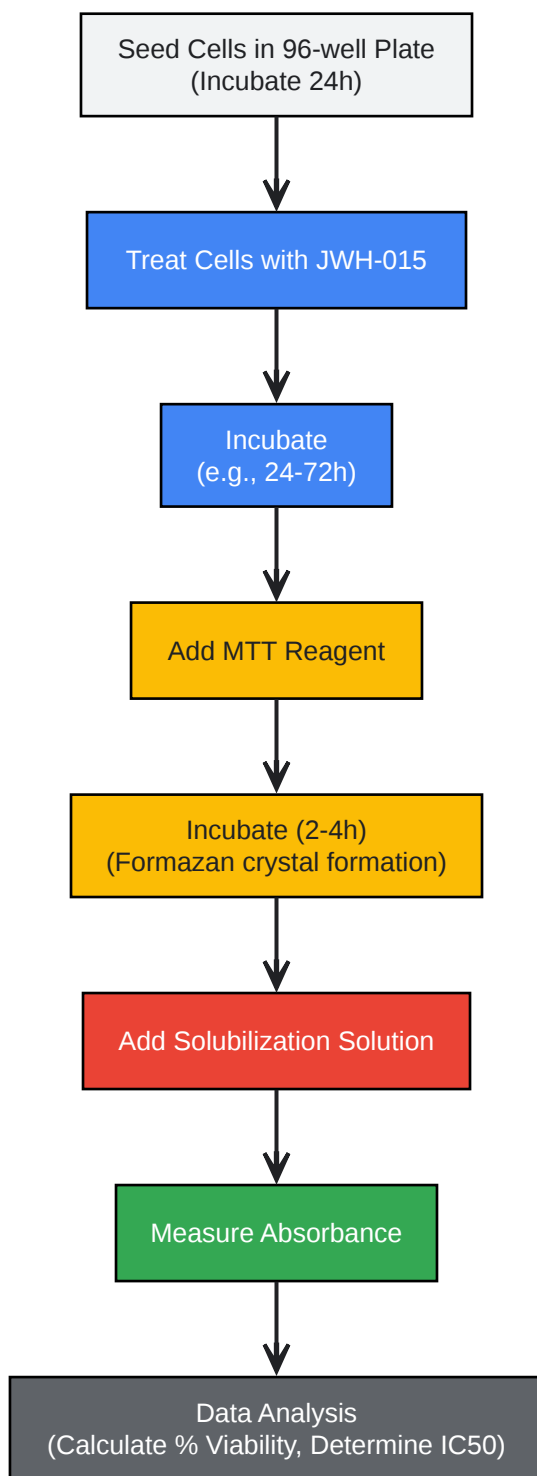 Seed Cells in 96-well Plate
(Incubate 24h)
Treat Cells with JWH-015
Incubate
(e.g., 24-72h)
Add MTT Reagent
Incubate (2-4h)
(Formazan crystal formation)
Add Solubilization Solution
Measure Absorbance
Data Analysis
(Calculate % Viability, Determine IC50)